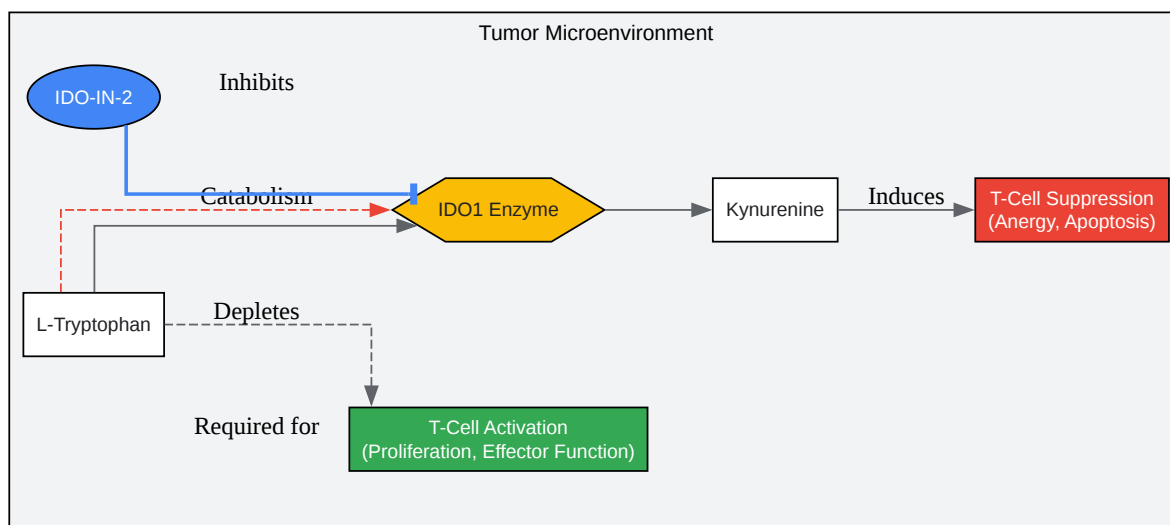 Tumor Microenvironment
IDO-IN-2
Inhibits
Catabolism
IDO1 Enzyme
Kynurenine
Induces
T-Cell Suppression
(Anergy, Apoptosis)
L-Tryptophan
Depletes
Required for
T-Cell Activation
(Proliferation, Effector Function)